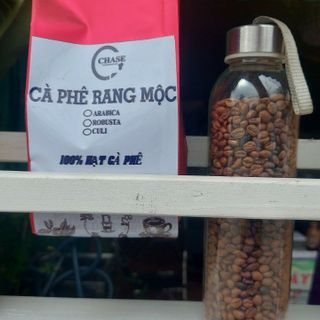 CHASE
CÀ PHÊ RANG MỘC
ARABICA
ROBUSTA
CULI
100% HẠT CÀ PHÊ